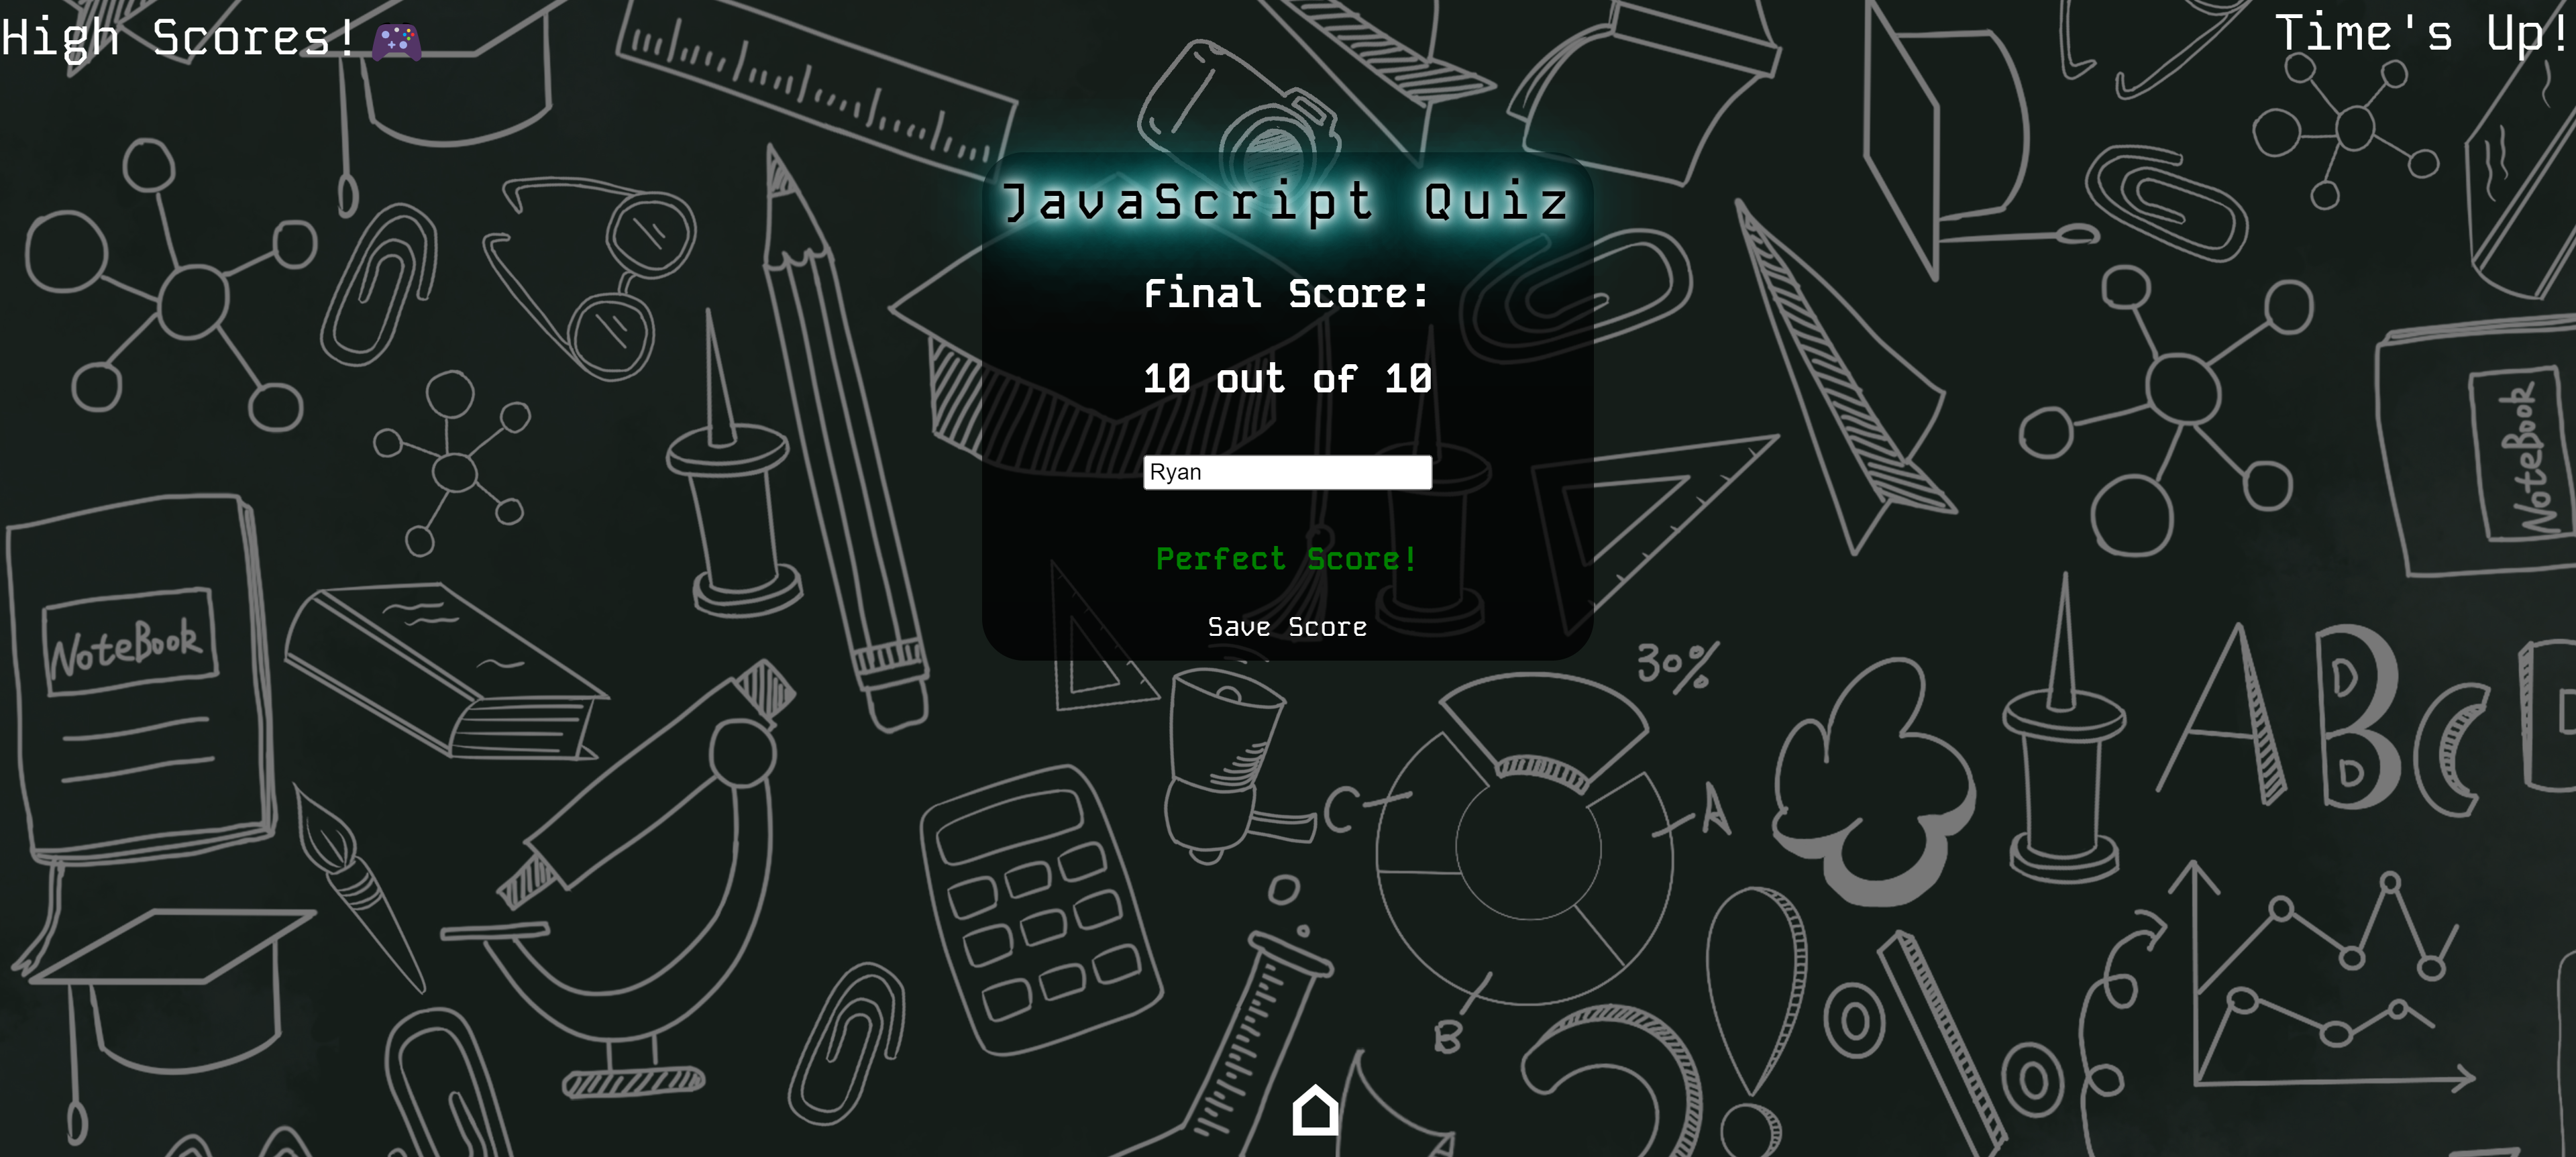 High Scores! 🎮
Time's Up!
JavaScript Quiz
Final Score:
10 out of 10
Ryan
Perfect Score!
Save Score
NoteBook
NoteBook
30%
C
A
B
A B C D